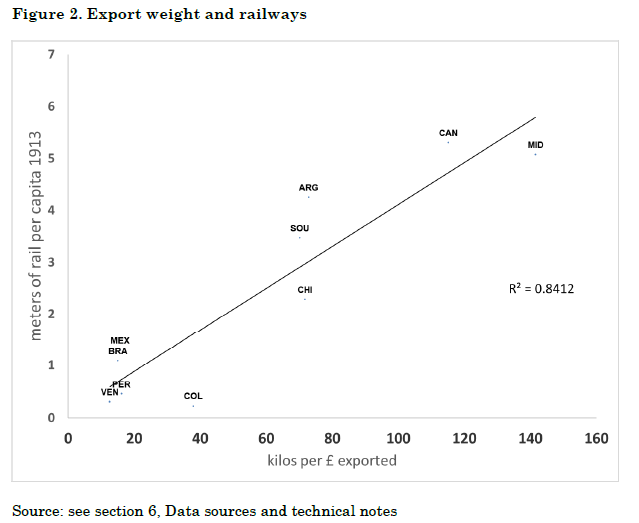 Figure 2. Export weight and railways
7
6
5
4
3
2
1
0
meters of rail per capita 1913
CAN
MID
ARG
SOU
CHI
R² = 0.8412
MEX
BRA
PER
VEN
COL
0 20 40 60 80 100 120 140 160
kilos per £ exported
Source: see section 6, Data sources and technical notes